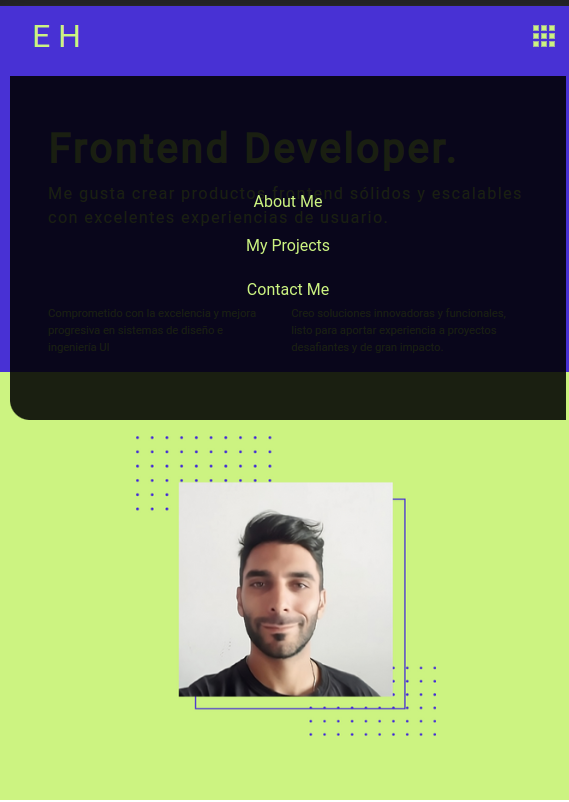 E H
Frontend Developer.
Me gusta crear productos frontend sólidos y escalables
con excelentes experiencias de usuario.
About Me
My Projects
Contact Me
Comprometido con la excelencia y mejora
progresiva en sistemas de diseño e
ingeniería UI
Creo soluciones innovadoras y funcionales,
listo para aportar experiencia a proyectos
desafiantes y de gran impacto.